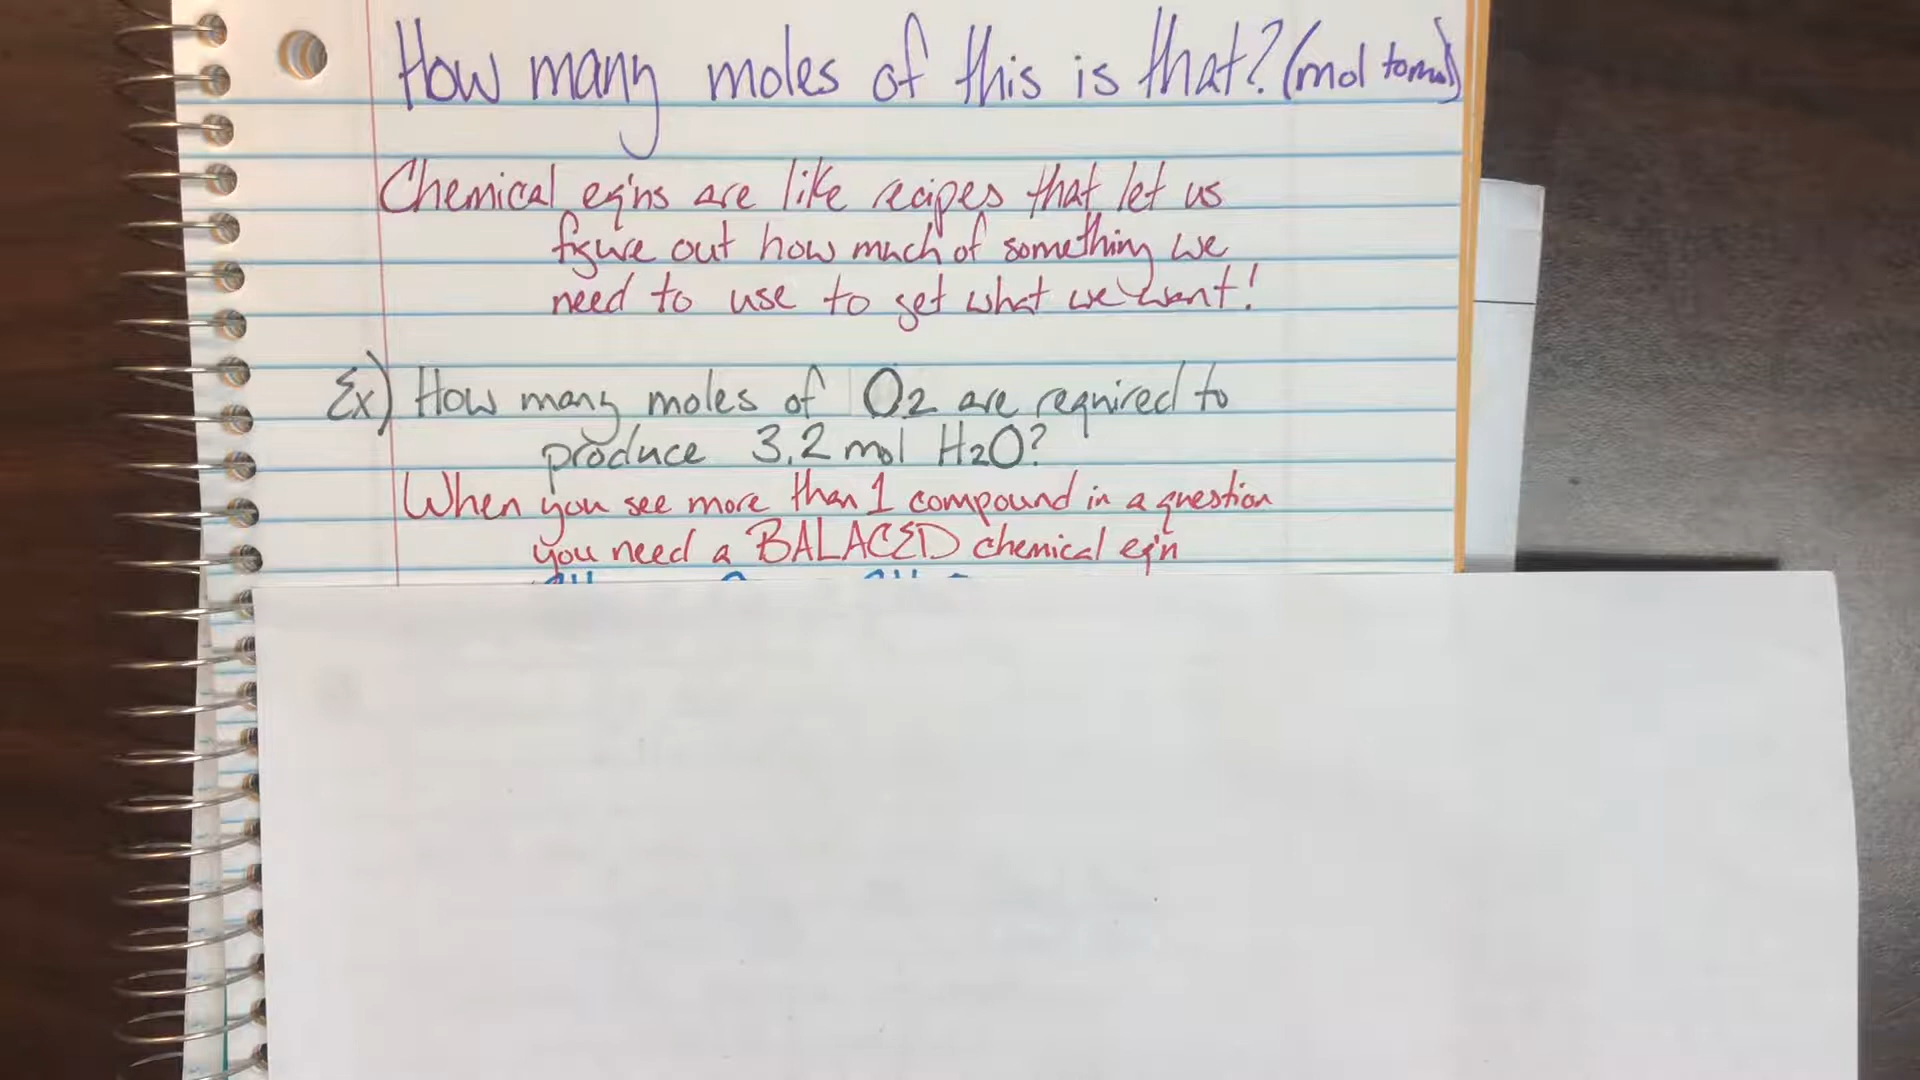 How many moles of this is that? (mol to mol)
Chemical eq'ns are like recipes that let us
figure out how much of something we
need to use to get what we want!
Ex) How many moles of O2 are required to
produce 3.2 mol H2O?
When you see more than 1 compound in a question
you need a BALACED chemical eq'n